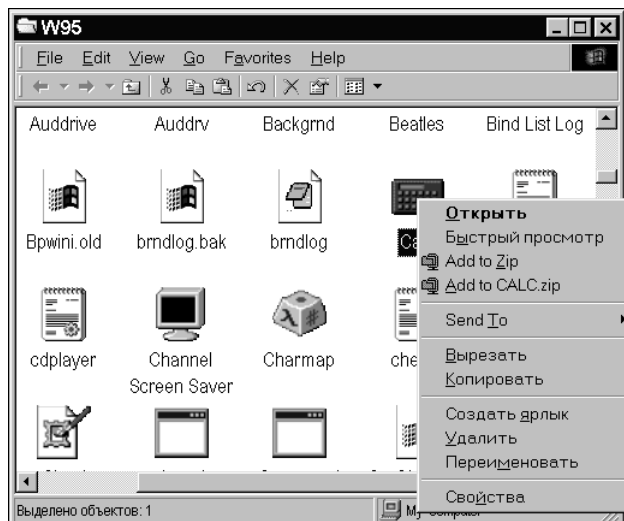 W95
File Edit View Go Favorites Help
Auddrive Auddrv Backgrnd Beatles Bind List Log
Bpwini.old brndlog.bak brndlog Ca
Открыть
Быстрый просмотр
Add to Zip
Add to CALC.zip
Send To
Вырезать
Копировать
Создать ярлык
Удалить
Переименовать
Свойства
cdplayer Channel Screen Saver Charmap che
Выделено объектов: 1